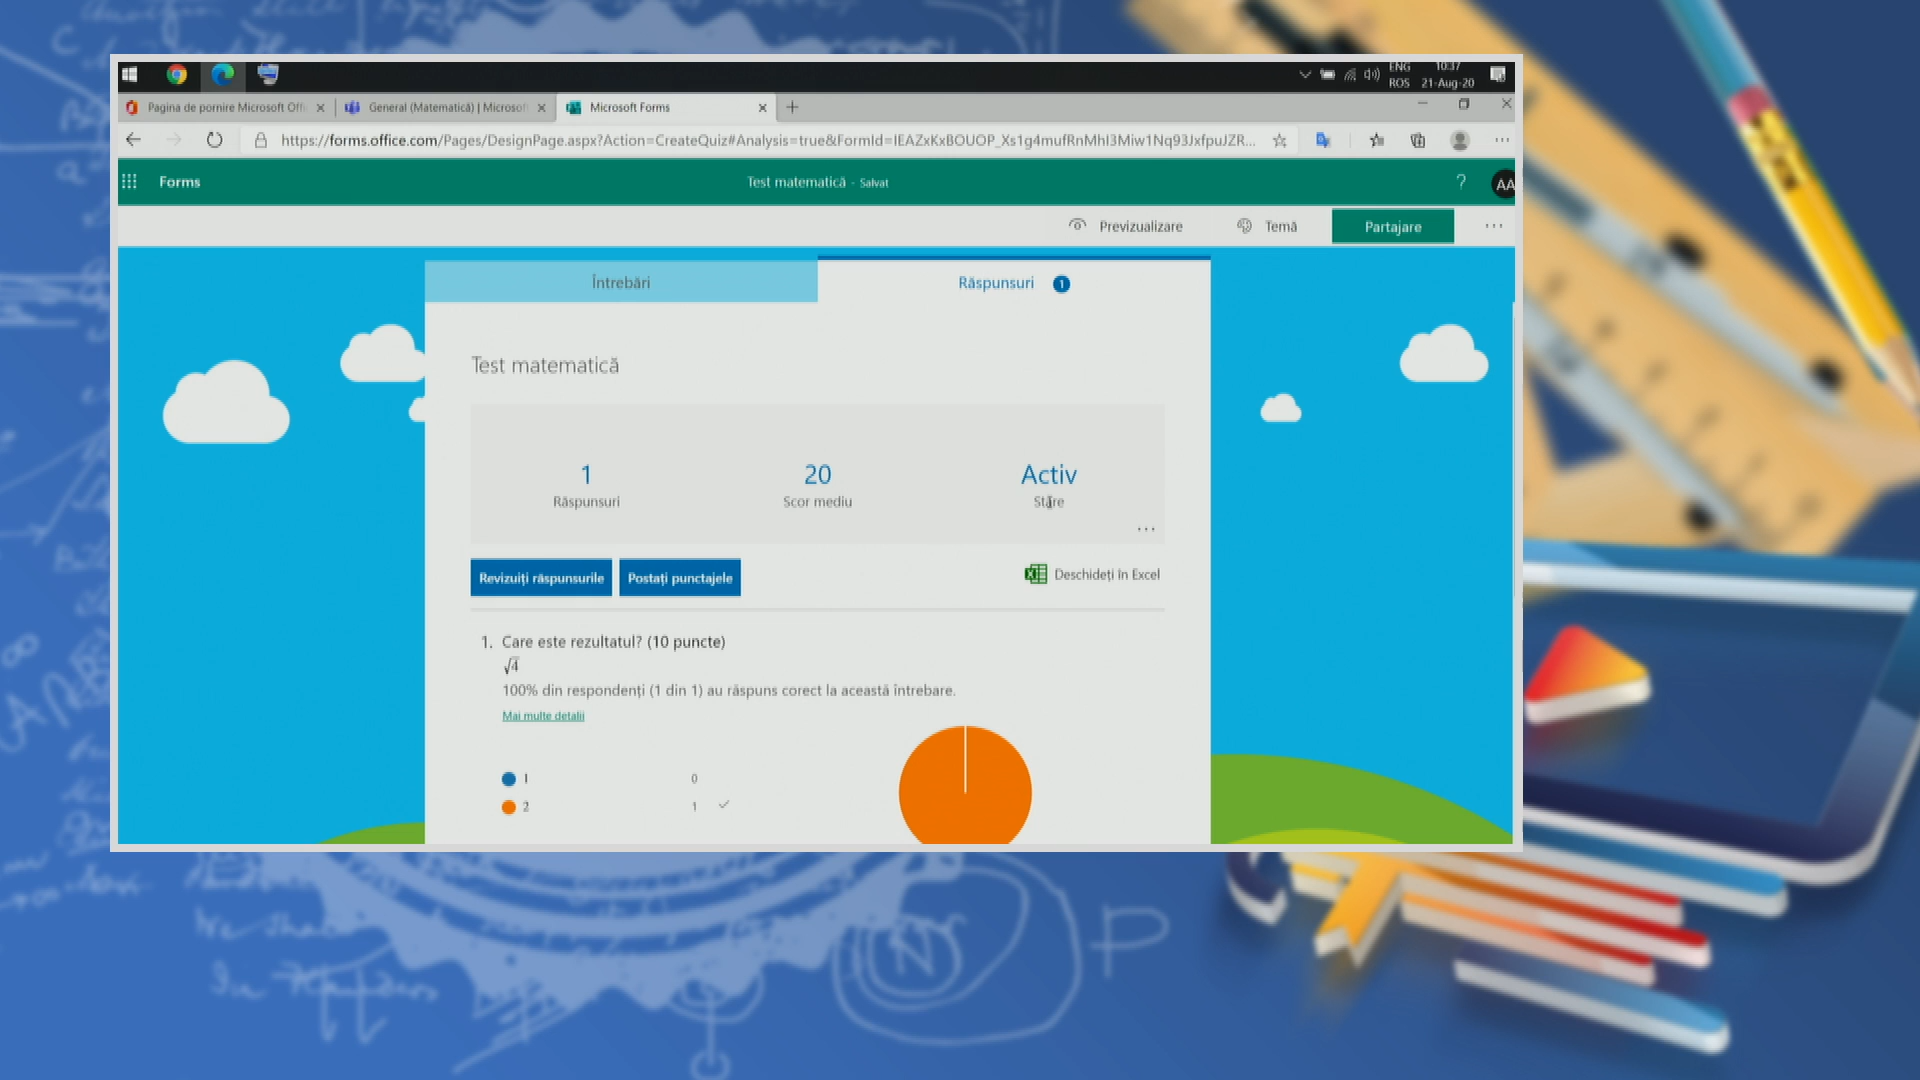 ENG
ROS
10:37
21-Aug-20
Pagina de pornire Microsoft Offi
General (Matematică) | Microsof
Microsoft Forms
https://forms.office.com/Pages/DesignPage.aspx?Action=CreateQuiz#Analysis=true&FormId=IEAZxKxBOUOP_Xs1g4mufRnMhI3Miw1Nq93JxfpuJZR...
Forms
Test matematică - Salvat
?
AA
Previzualizare
Temă
Partajare
...
Întrebări
Răspunsuri 1
Test matematică
1
Răspunsuri
20
Scor mediu
Activ
Stare
...
Revizuiți răspunsurile
Postați punctajele
Deschideți în Excel
1. Care este rezultatul? (10 puncte)
√4
100% din respondenți (1 din 1) au răspuns corect la această întrebare.
Mai multe detalii
1 0
2 1